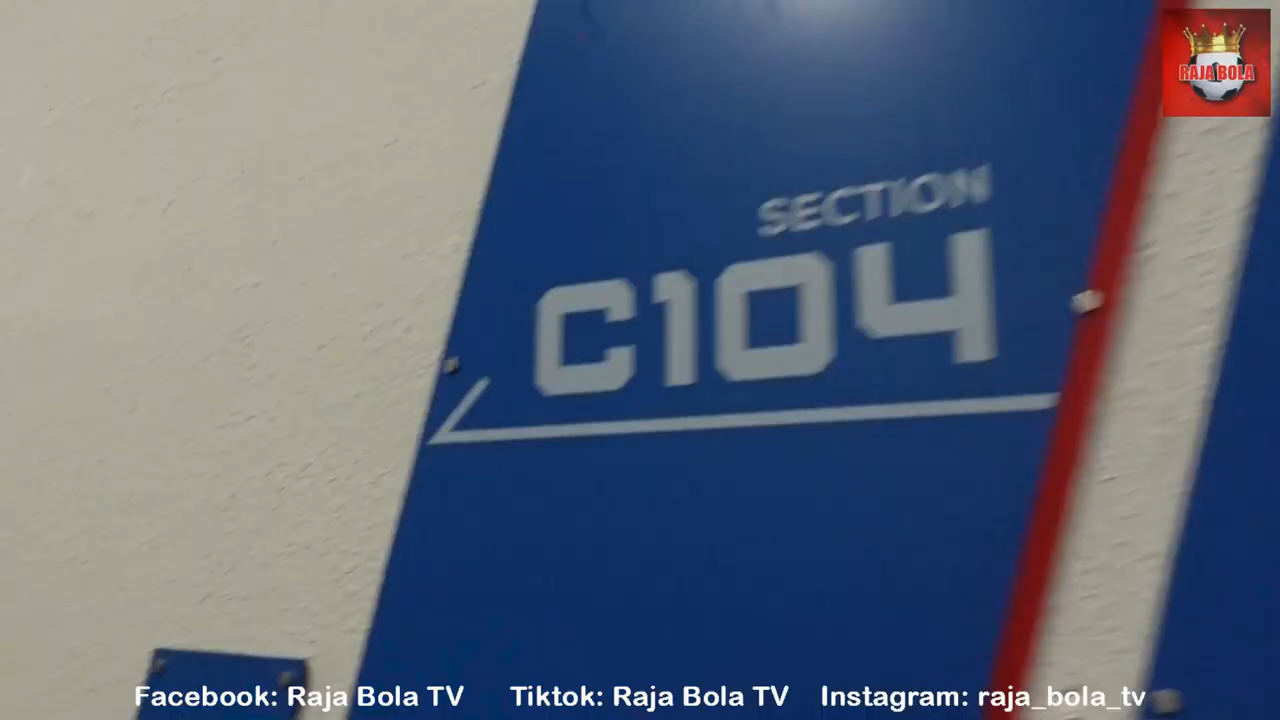 RAJA BOLA
SECTION
C104
Facebook: Raja Bola TV Tiktok: Raja Bola TV Instagram: raja_bola_tv